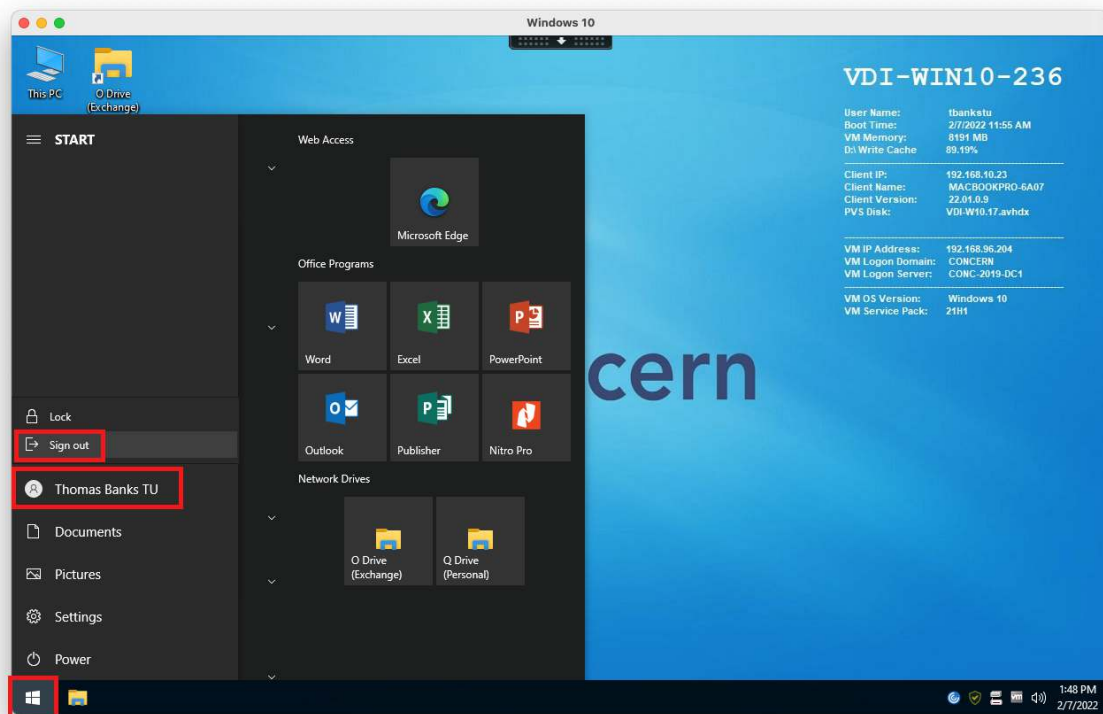 Windows 10
This PC
O Drive
(Exchange)
VDI-WIN10-236
User Name: tbankstu
Boot Time: 2/7/2022 11:55 AM
VM Memory: 8191 MB
D:\ Write Cache 89.19%
Client IP: 192.168.10.23
Client Name: MACBOOKPRO-6A07
Client Version: 22.01.0.9
PVS Disk: VDI-W10.17.avhdx
VM IP Address: 192.168.96.204
VM Logon Domain: CONCERN
VM Logon Server: CONC-2019-DC1
VM OS Version: Windows 10
VM Service Pack: 21H1
cern
START
Lock
Sign out
Thomas Banks TU
Documents
Pictures
Settings
Power
Web Access
Microsoft Edge
Office Programs
Word
Excel
PowerPoint
Outlook
Publisher
Nitro Pro
Network Drives
O Drive
(Exchange)
Q Drive
(Personal)
1:48 PM
2/7/2022